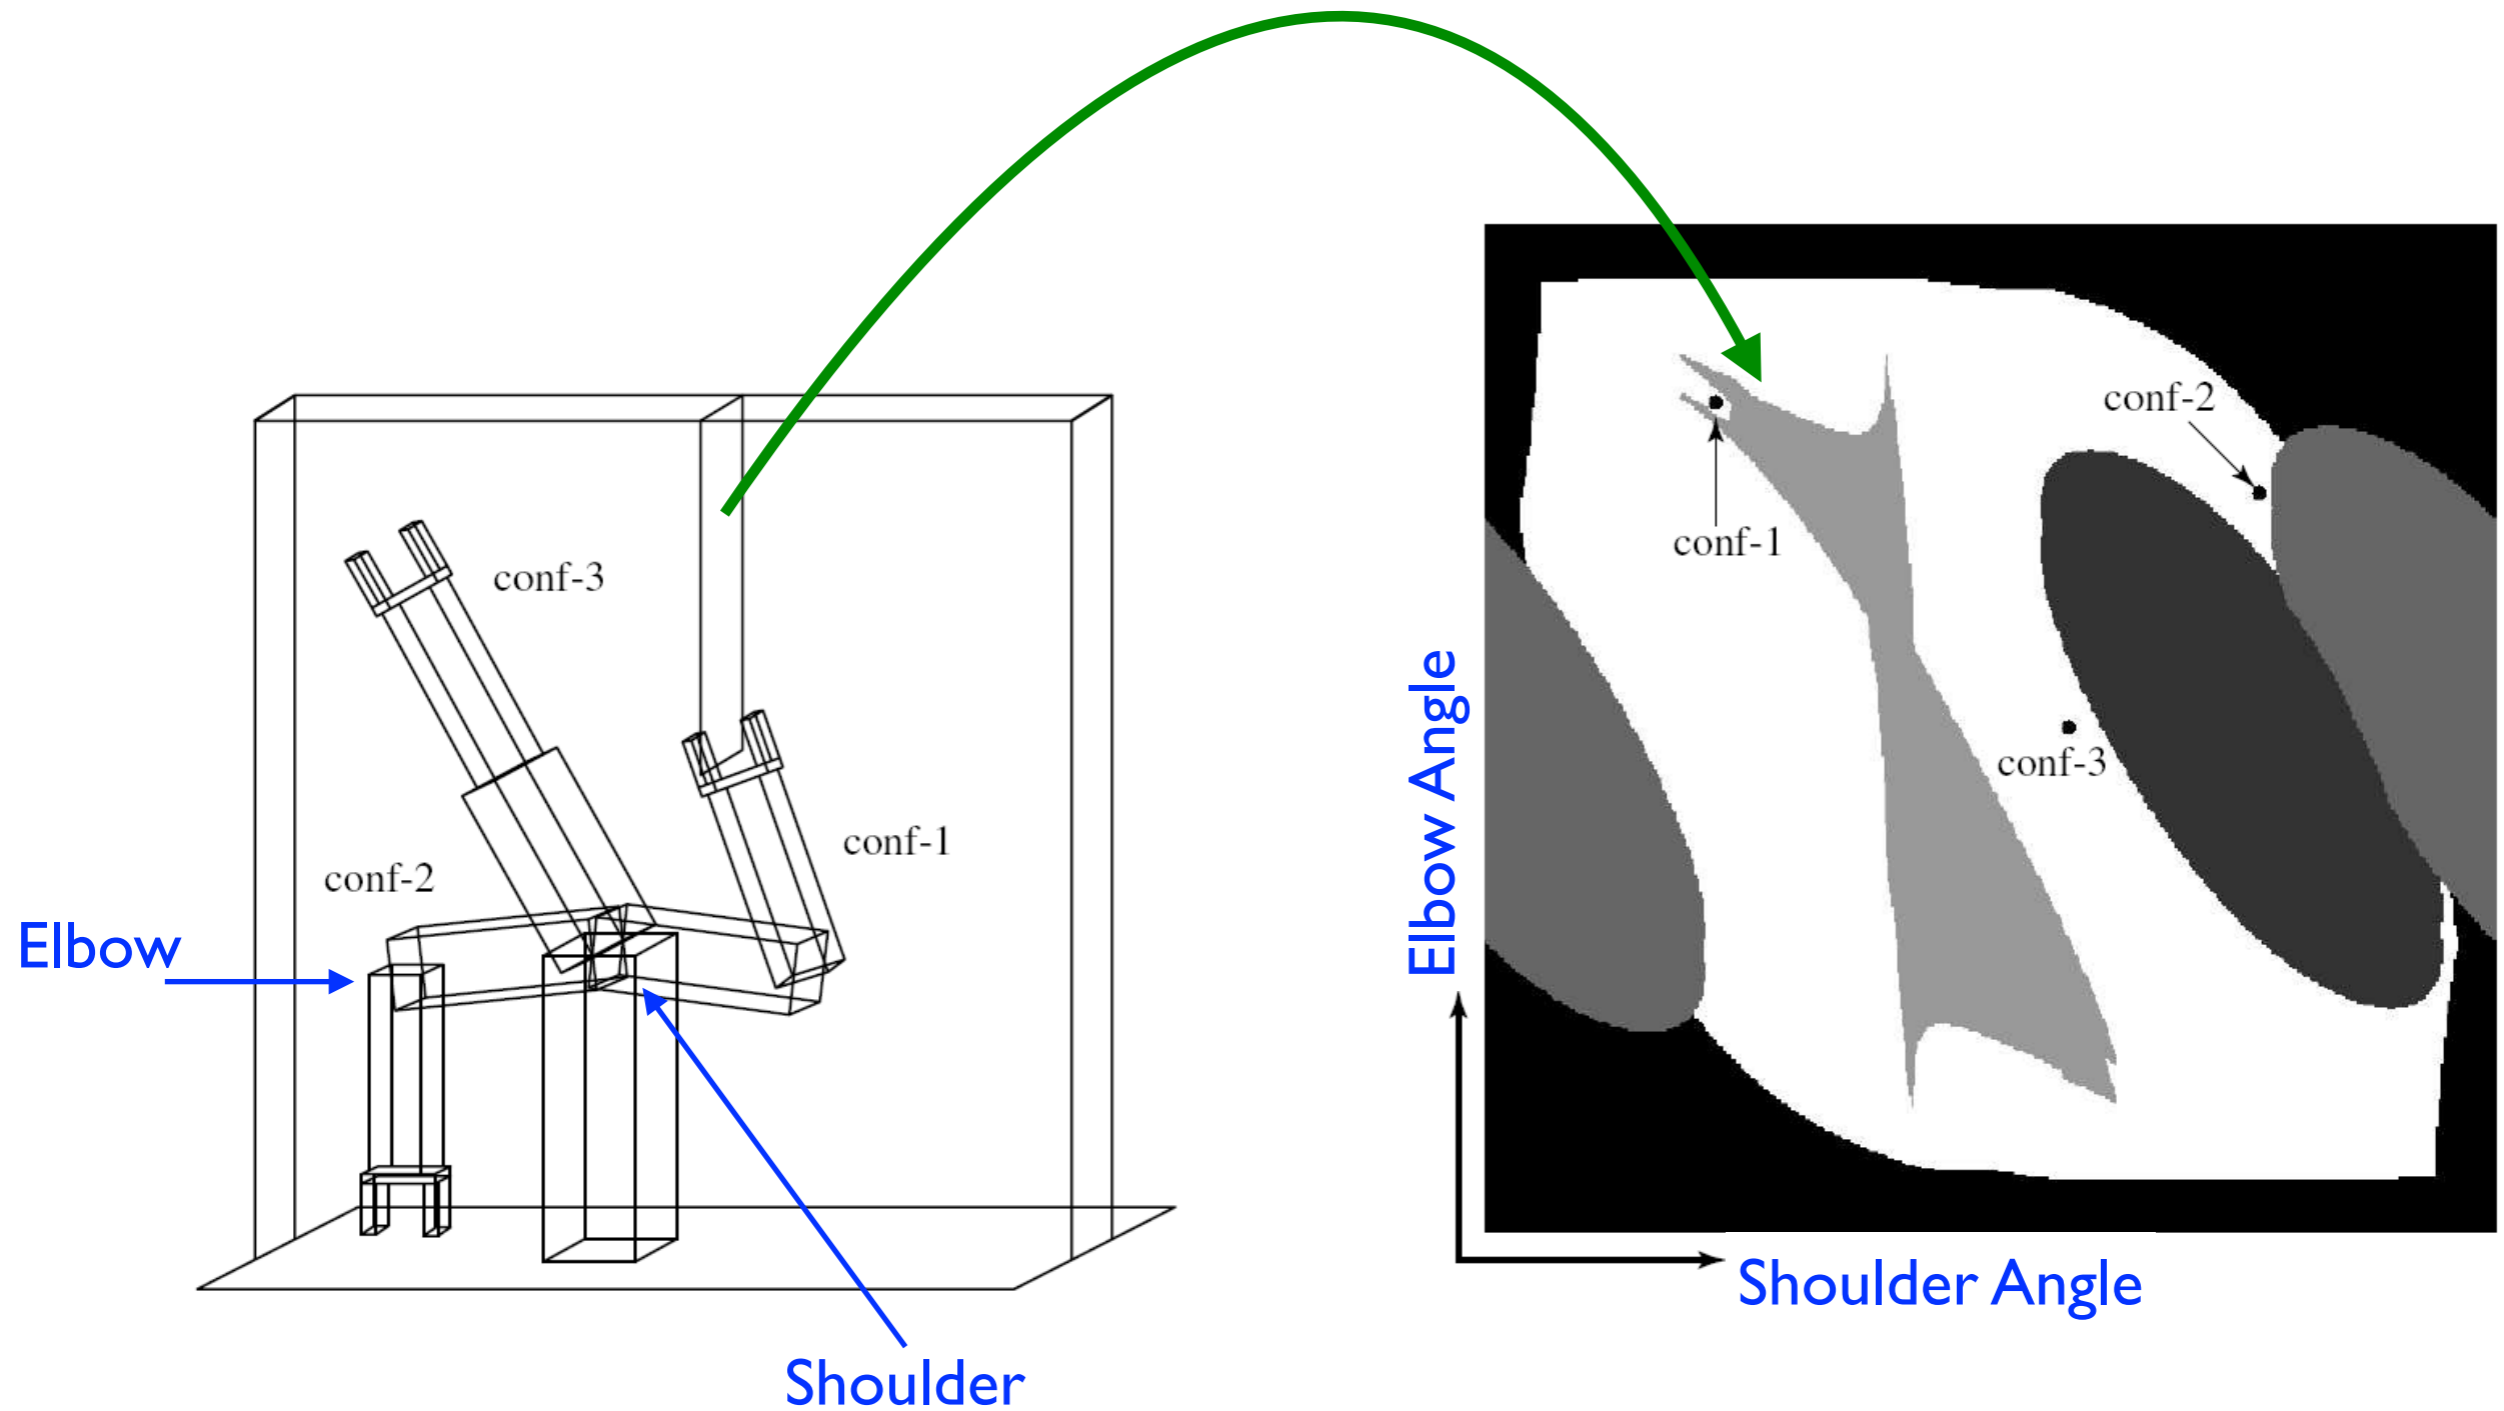 conf-3
conf-1
conf-2
Elbow
Shoulder
conf-2
conf-1
conf-3
Elbow Angle
Shoulder Angle